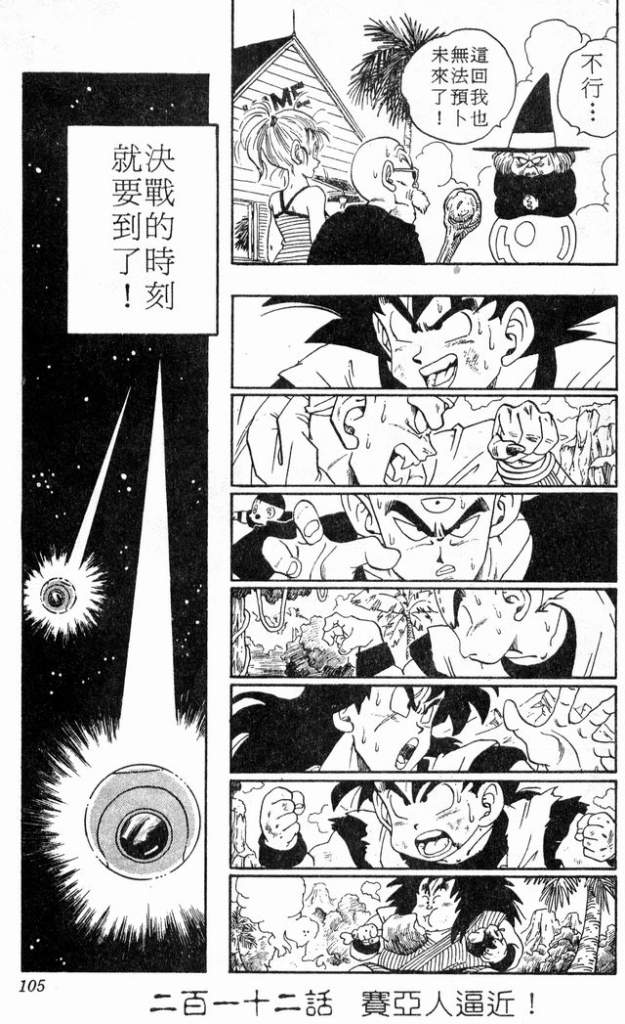 不行…
這回我也
無法預卜
未來了！
ME
決戰的時刻
就要到了！
105
二百一十二話　賽亞人逼近！